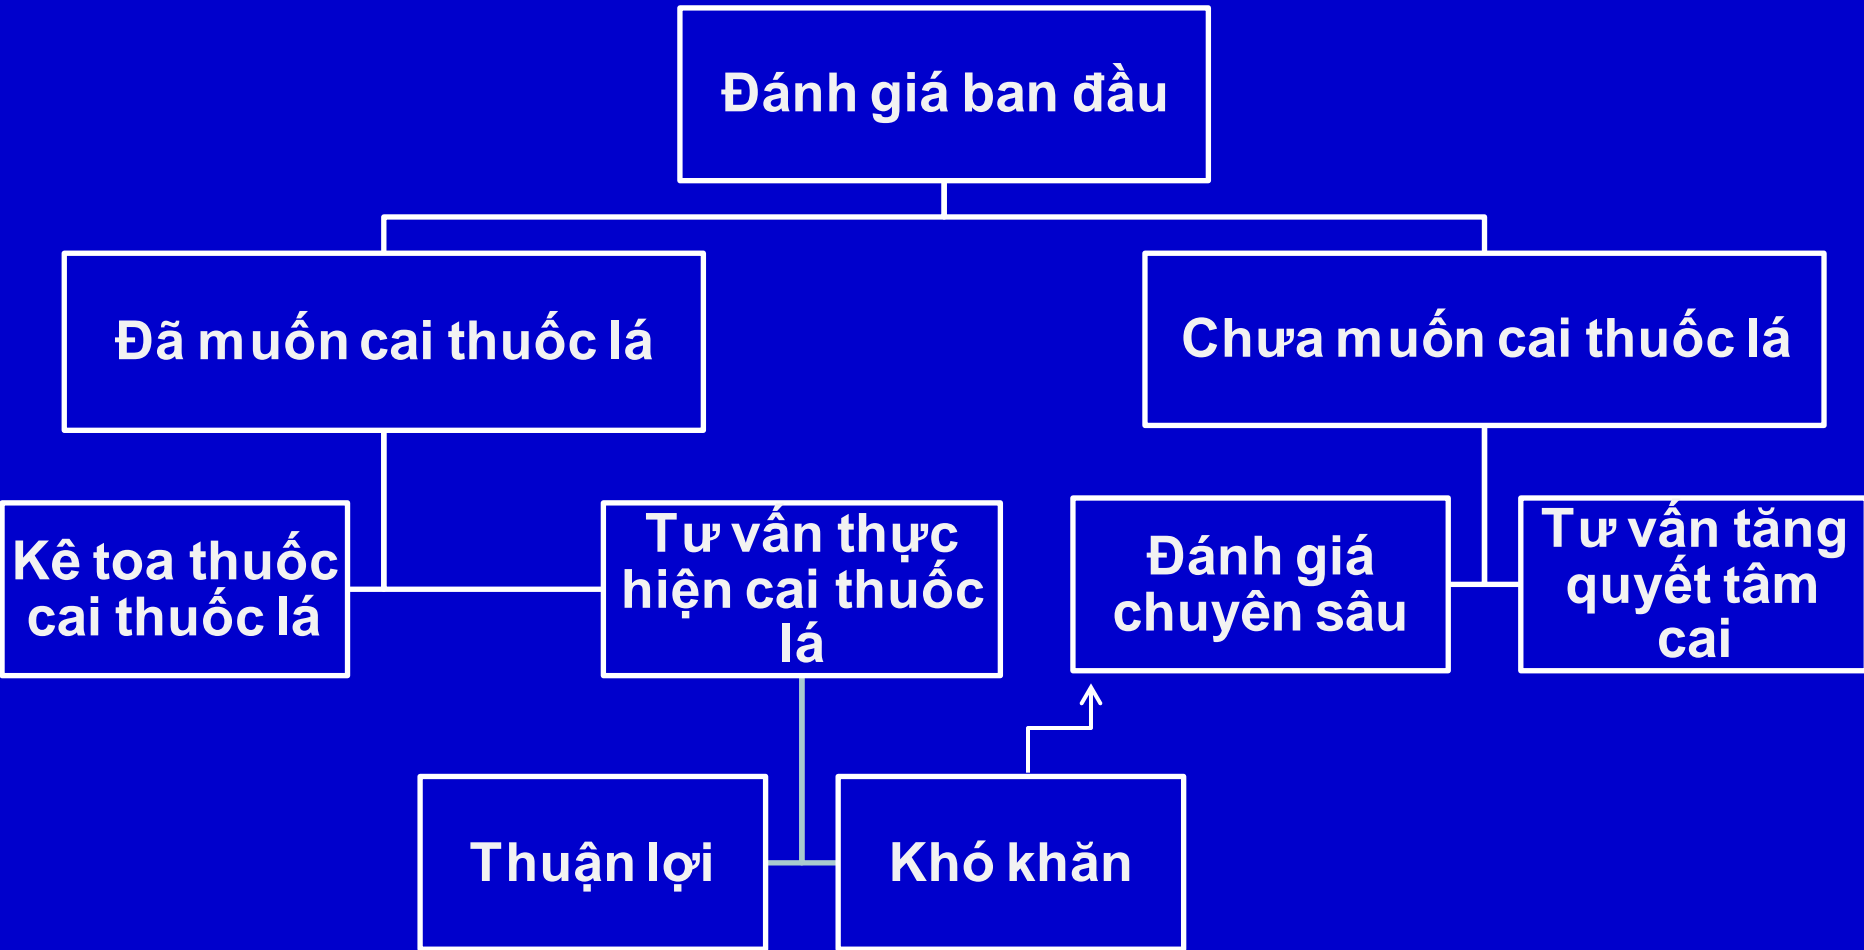 Đánh giá ban đầu
Đã muốn cai thuốc lá
Chưa muốn cai thuốc lá
Kê toa thuốc
cai thuốc lá
Tư vấn thực
hiện cai thuốc
lá
Đánh giá
chuyên sâu
Tư vấn tăng
quyết tâm
cai
Thuận lợi
Khó khăn